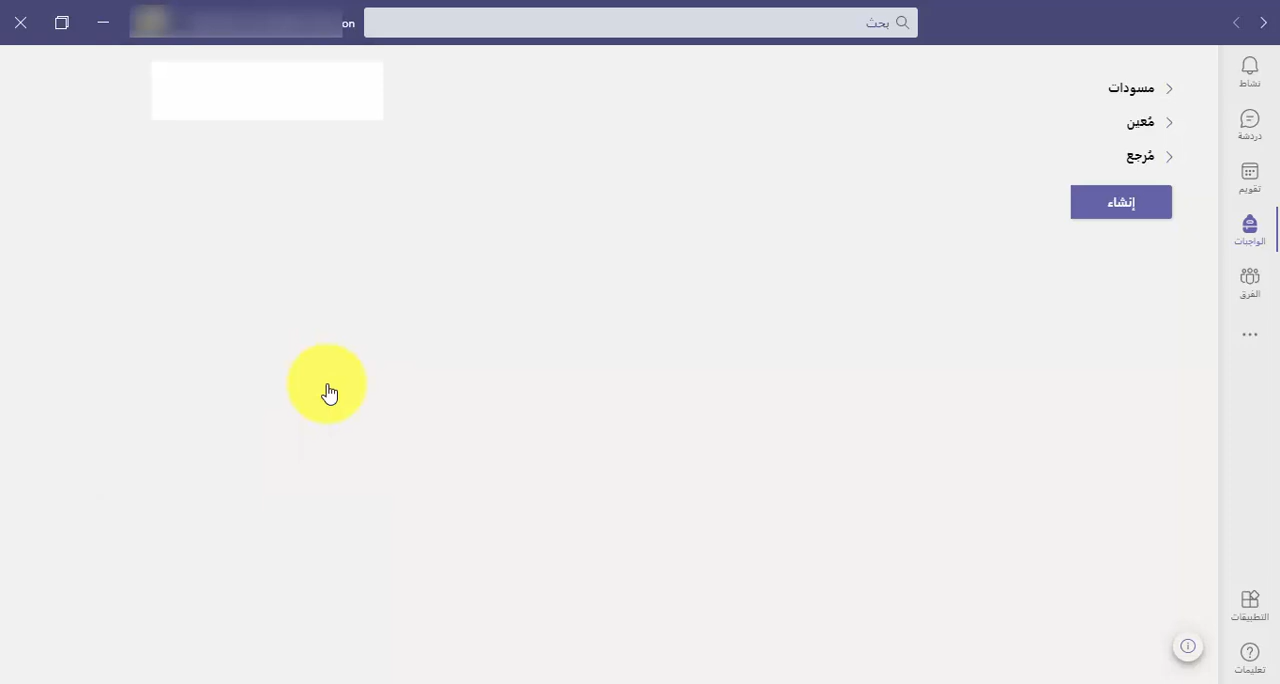 بحث
on
نشاط
دردشة
تقويم
الواجبات
الفرق
مسودات
مُعين
مُرجع
إنشاء
التطبيقات
تعليمات